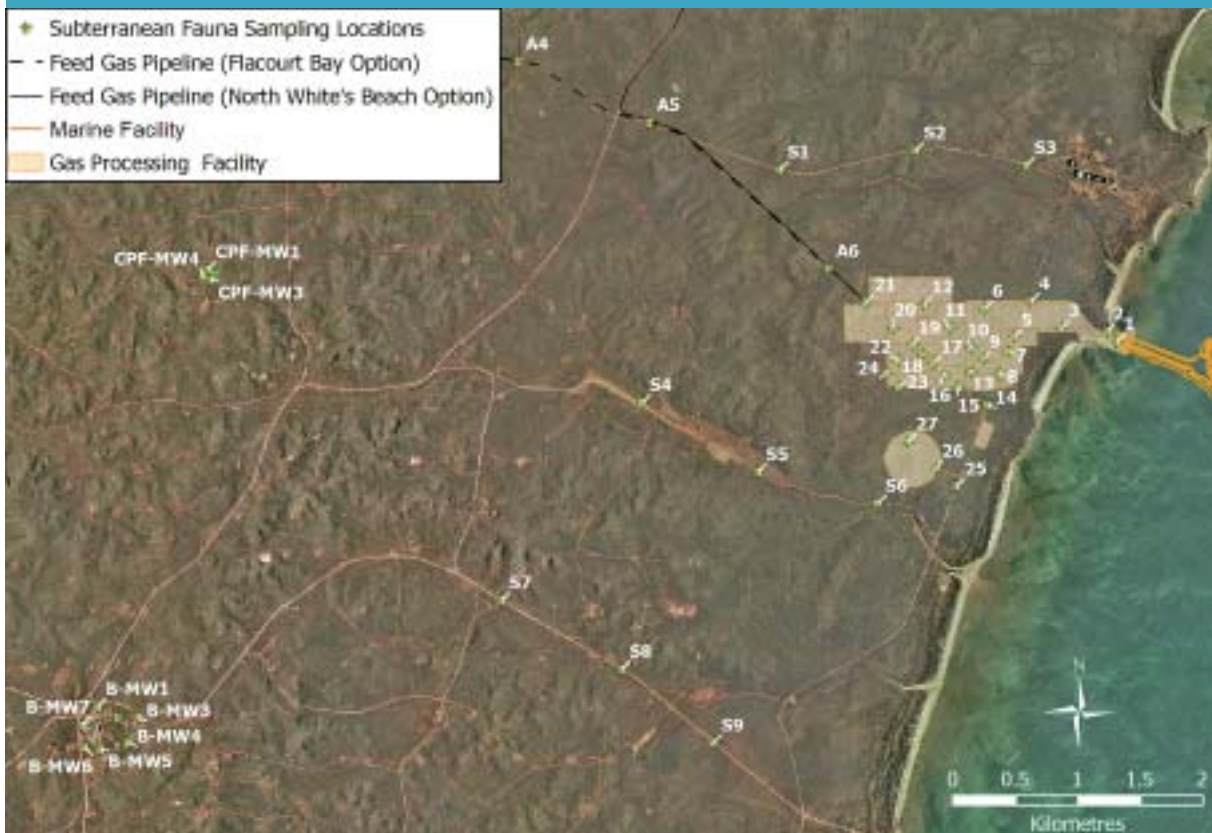 Subterranean Fauna Sampling Locations
Feed Gas Pipeline (Flacourt Bay Option)
Feed Gas Pipeline (North White's Beach Option)
Marine Facility
Gas Processing Facility
A4
A5
S1
S2
S3
A6
CPF-MW4
CPF-MW1
CPF-MW3
21
12
6
4
20
11
5
3
2
1
19
10
9
22
17
7
24
18
23
13
8
16
15
14
27
26
25
S4
S5
S6
S7
S8
S9
B-MW1
B-MW7
B-MW3
B-MW4
B-MW6
B-MW5
N
0 0.5 1 1.5 2
Kilometres